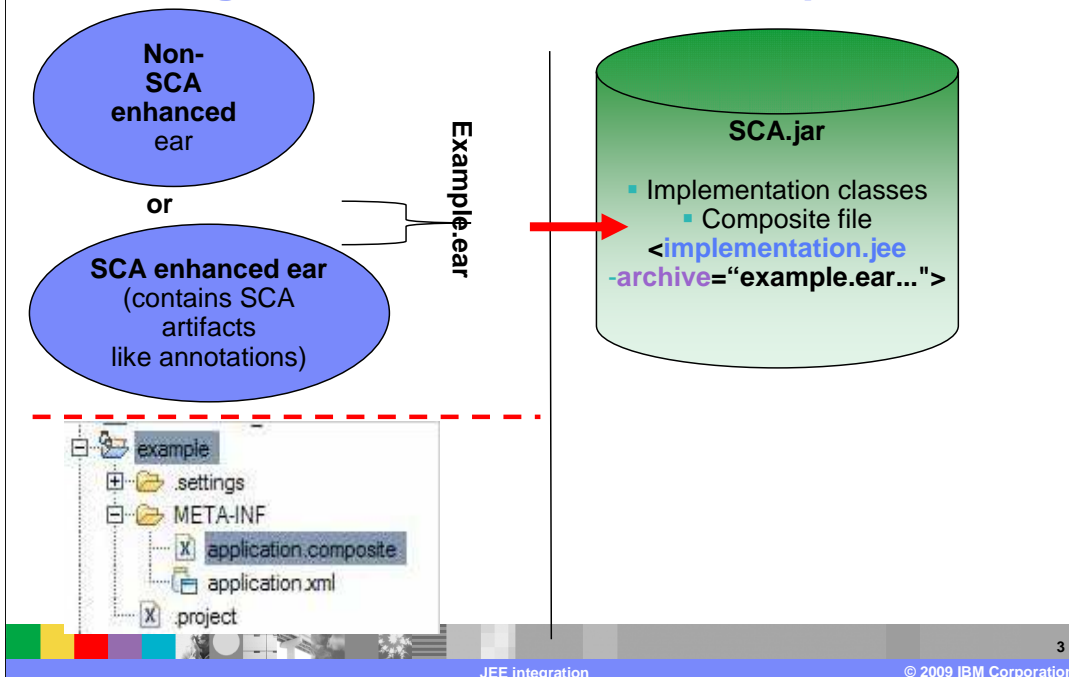 Non-
SCA
enhanced
ear
or
SCA enhanced ear
(contains SCA
artifacts
like annotations)
Example.ear
SCA.jar
▪ Implementation classes
▪ Composite file
<implementation.jee
-archive=“example.ear...">
example
.settings
META-INF
application.composite
application.xml
.project
3
JEE integration
© 2009 IBM Corporation